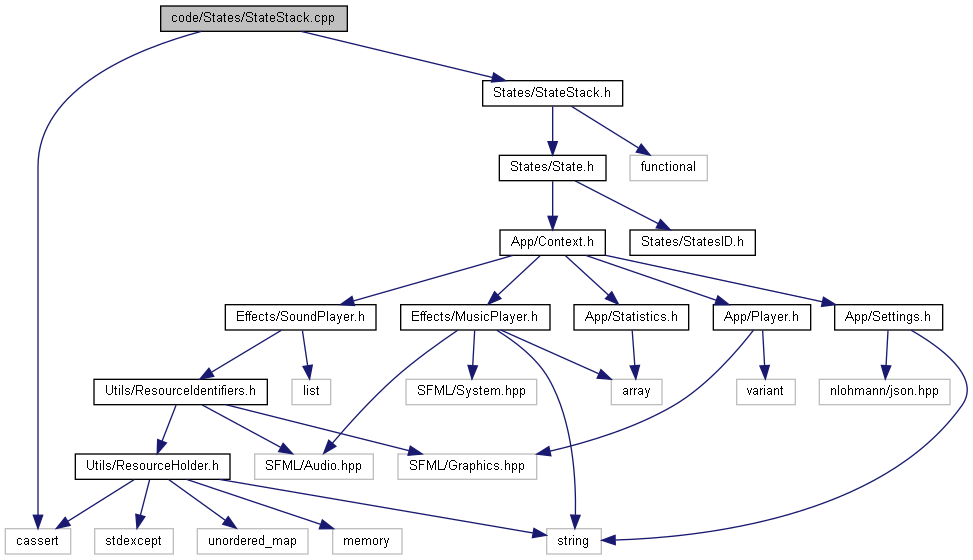 code/States/StateStack.cpp
States/StateStack.h
States/State.h
functional
App/Context.h
States/StatesID.h
Effects/SoundPlayer.h
Effects/MusicPlayer.h
App/Statistics.h
App/Player.h
App/Settings.h
Utils/ResourceIdentifiers.h
list
SFML/System.hpp
array
variant
nlohmann/json.hpp
Utils/ResourceHolder.h
SFML/Audio.hpp
SFML/Graphics.hpp
cassert
stdexcept
unordered_map
memory
string